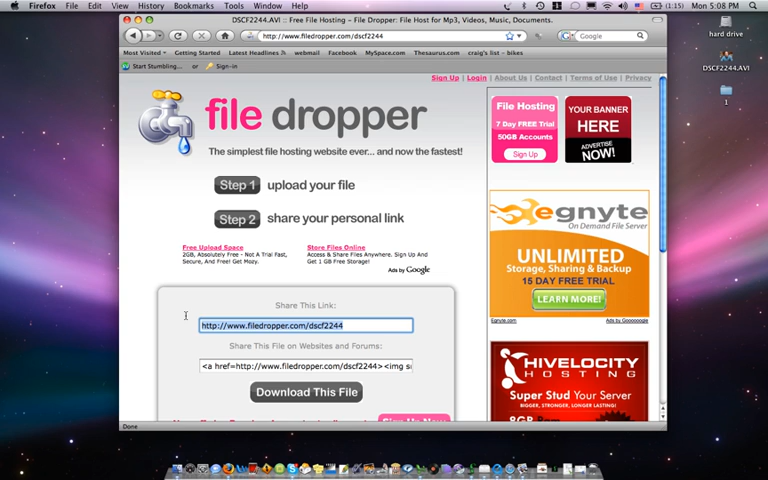 Firefox File Edit View History Bookmarks Tools Window Help (1:15) Mon 5:08 PM
DSCF2244.AVI :: Free File Hosting – File Dropper: File Host for Mp3, Videos, Music, Documents.
http://www.filedropper.com/dscf2244
Google
Most Visited Getting Started Latest Headlines webmail Facebook MySpace.com Thesaurus.com craig's list – bikes
Start Stumbling... or Sign-in
hard drive
DSCF2244.AVI
1
Sign Up | Login | About Us | Contact | Terms of Use | Privacy
file dropper
The simplest file hosting website ever... and now the fastest!
Step 1 upload your file
Step 2 share your personal link
Free Upload Space
2GB, Absolutely Free - Not A Trial Fast,
Secure, And Free! Get Mozy.
Store Files Online
Access & Share Files Anywhere. Sign Up And
Get 1 GB Free Storage!
Ads by Google
Share This Link:
http://www.filedropper.com/dscf2244
Share This File on Websites and Forums:
<a href=http://www.filedropper.com/dscf2244><img s
Download This File
Sign Up Now
File Hosting
7 Day FREE Trial
50GB Accounts
Sign Up
YOUR BANNER
HERE
ADVERTISE
NOW!
egnyte
On Demand File Server
UNLIMITED
Storage, Sharing & Backup
15 DAY FREE TRIAL
LEARN MORE!
Egnyte.com
Ads by Goooooogle
HIVELOCITY
HOSTING
Super Stud Your Server
BIGGER, STRONGER, LONGER LASTING!
8GB
Done